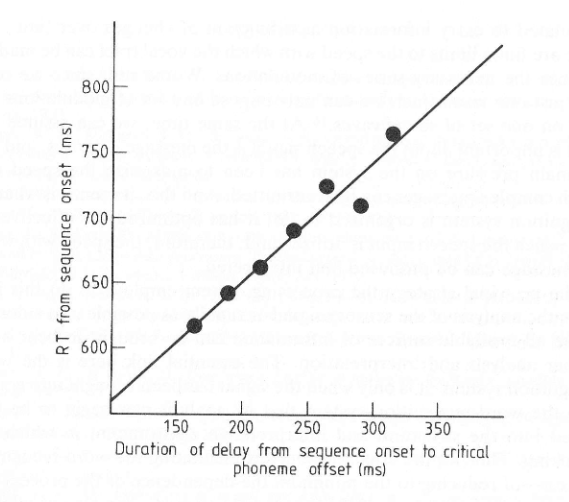 800
750
700
650
600
RT from sequence onset (ms)
150 200 250 300 350
Duration of delay from sequence onset to critical
phoneme offset (ms)